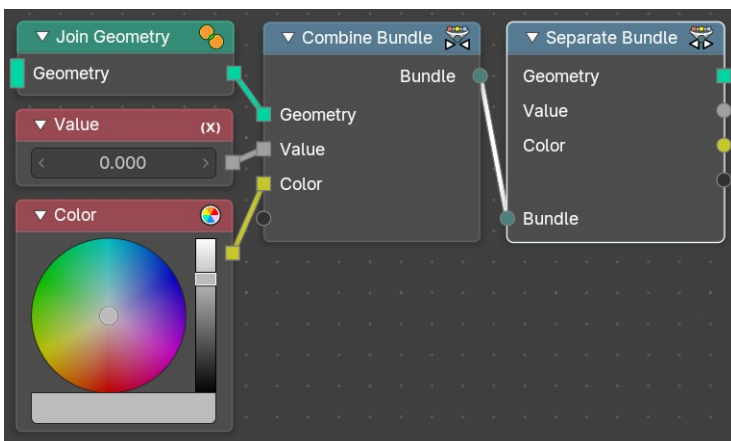 Join Geometry
Geometry
Value
(X)
0.000
Color
Combine Bundle
Bundle
Geometry
Value
Color
Separate Bundle
Geometry
Value
Color
Bundle